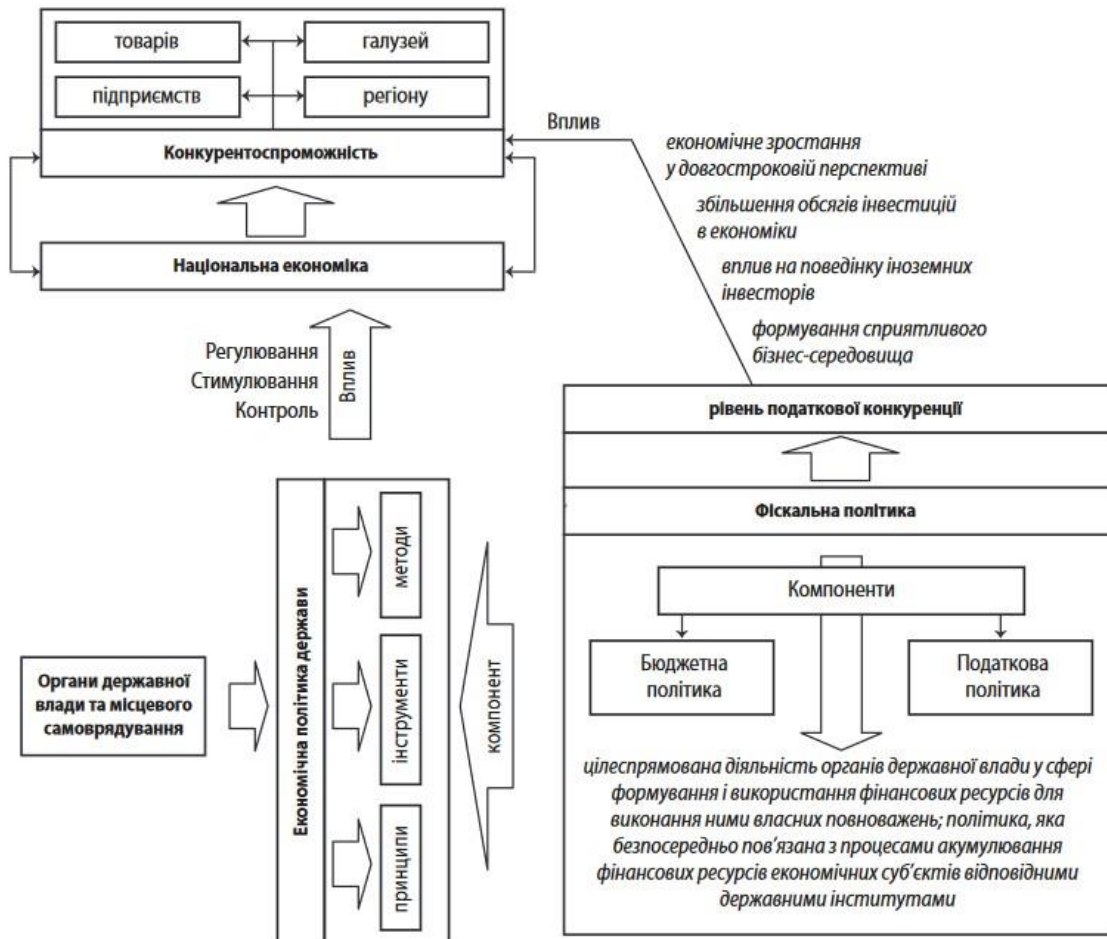 товарів
галузей
підприємств
регіону
Конкурентоспроможність
Національна економіка
Вплив
економічне зростання
у довгостроковій перспективі
збільшення обсягів інвестицій
в економіки
вплив на поведінку іноземних
інвесторів
формування сприятливого
бізнес-середовища
Регулювання
Стимулювання
Контроль
Вплив
рівень податкової конкуренції
Фіскальна політика
Компоненти
Бюджетна
політика
Податкова
політика
цілеспрямована діяльність органів державної влади у сфері
формування і використання фінансових ресурсів для
виконання ними власних повноважень; політика, яка
безпосередньо пов’язана з процесами акумулювання
фінансових ресурсів економічних суб’єктів відповідними
державними інститутами
Органи державної
влади та місцевого
самоврядування
Економічна політика держави
методи
інструменти
принципи
компонент